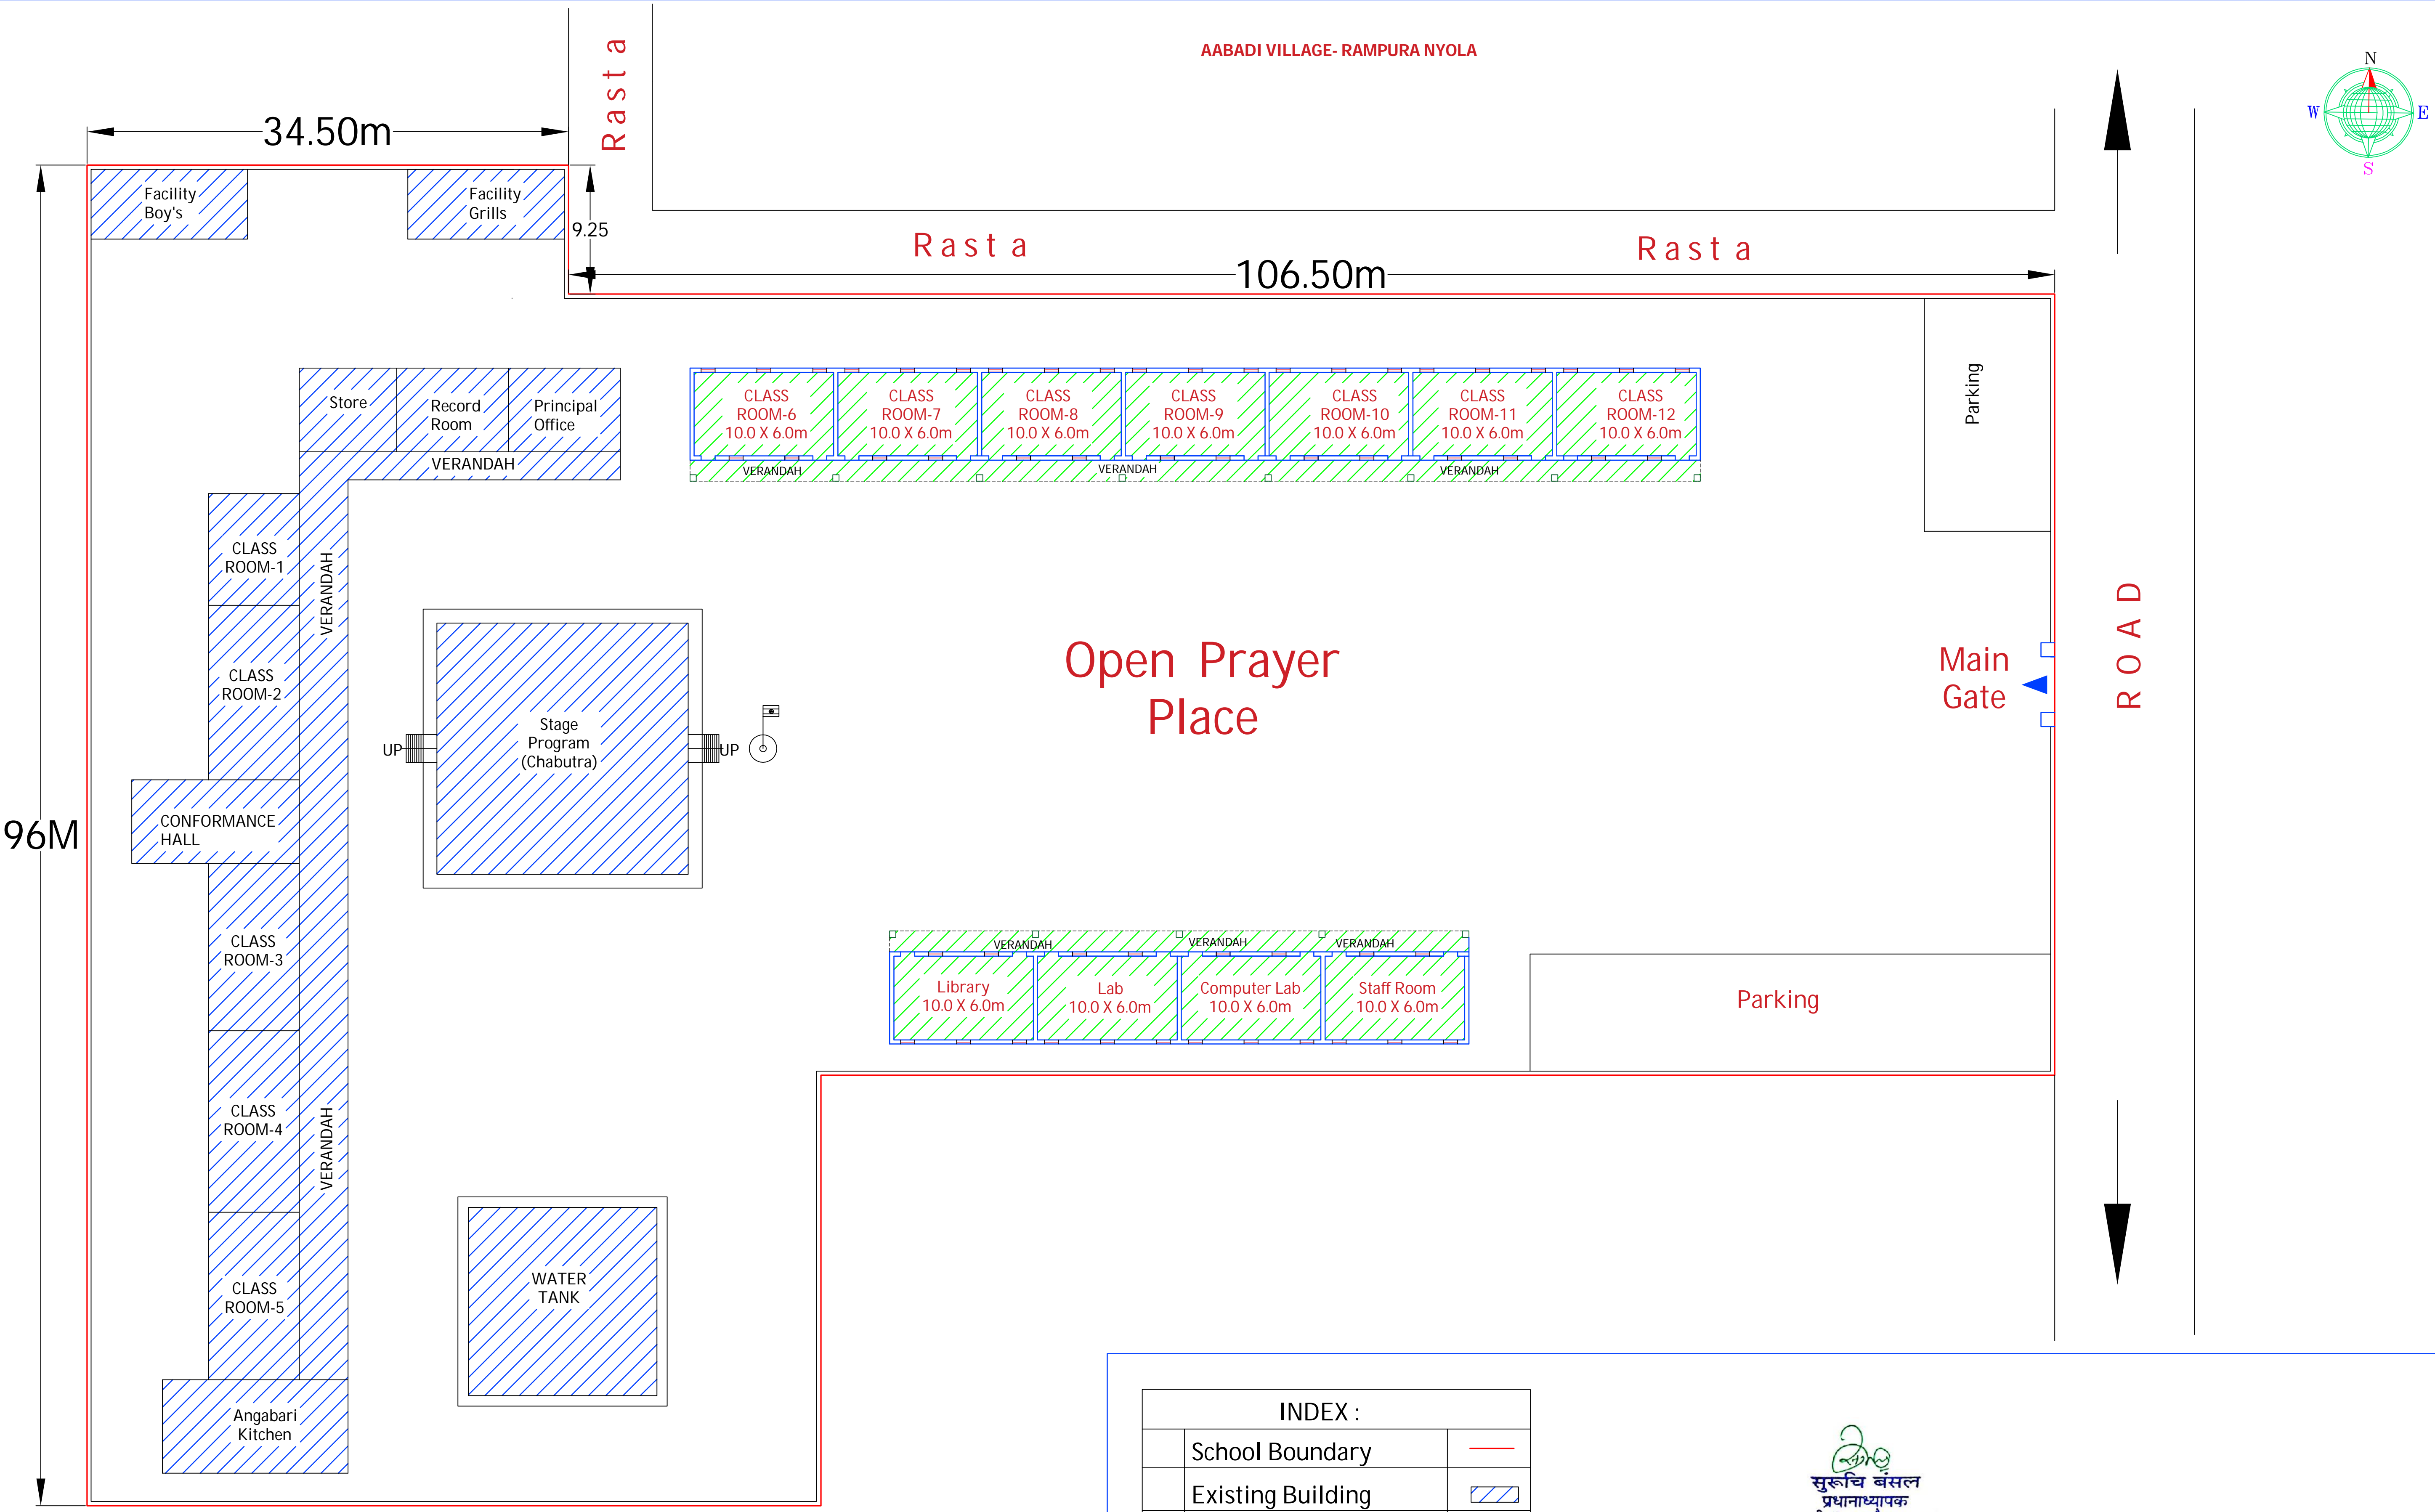 AABADI VILLAGE- RAMPURA NYOLA
Rasta
N
W
E
S
34.50m
Facility
Boy's
Facility
Grills
9.25
Rasta
Rasta
106.50m
Store
Record
Room
Principal
Office
VERANDAH
CLASS
ROOM-6
10.0 X 6.0m
CLASS
ROOM-7
10.0 X 6.0m
CLASS
ROOM-8
10.0 X 6.0m
CLASS
ROOM-9
10.0 X 6.0m
CLASS
ROOM-10
10.0 X 6.0m
CLASS
ROOM-11
10.0 X 6.0m
CLASS
ROOM-12
10.0 X 6.0m
VERANDAH
VERANDAH
VERANDAH
Parking
CLASS
ROOM-1
VERANDAH
CLASS
ROOM-2
Stage
Program
(Chabutra)
UP
UP
Open Prayer
Place
Main
Gate
ROAD
96M
CONFORMANCE
HALL
CLASS
ROOM-3
VERANDAH
VERANDAH
VERANDAH
Library
10.0 X 6.0m
Lab
10.0 X 6.0m
Computer Lab
10.0 X 6.0m
Staff Room
10.0 X 6.0m
Parking
CLASS
ROOM-4
VERANDAH
CLASS
ROOM-5
WATER
TANK
Angabari
Kitchen
INDEX :
School Boundary
Existing Building
सुरूचि बंसल
प्रधानाध्यापक